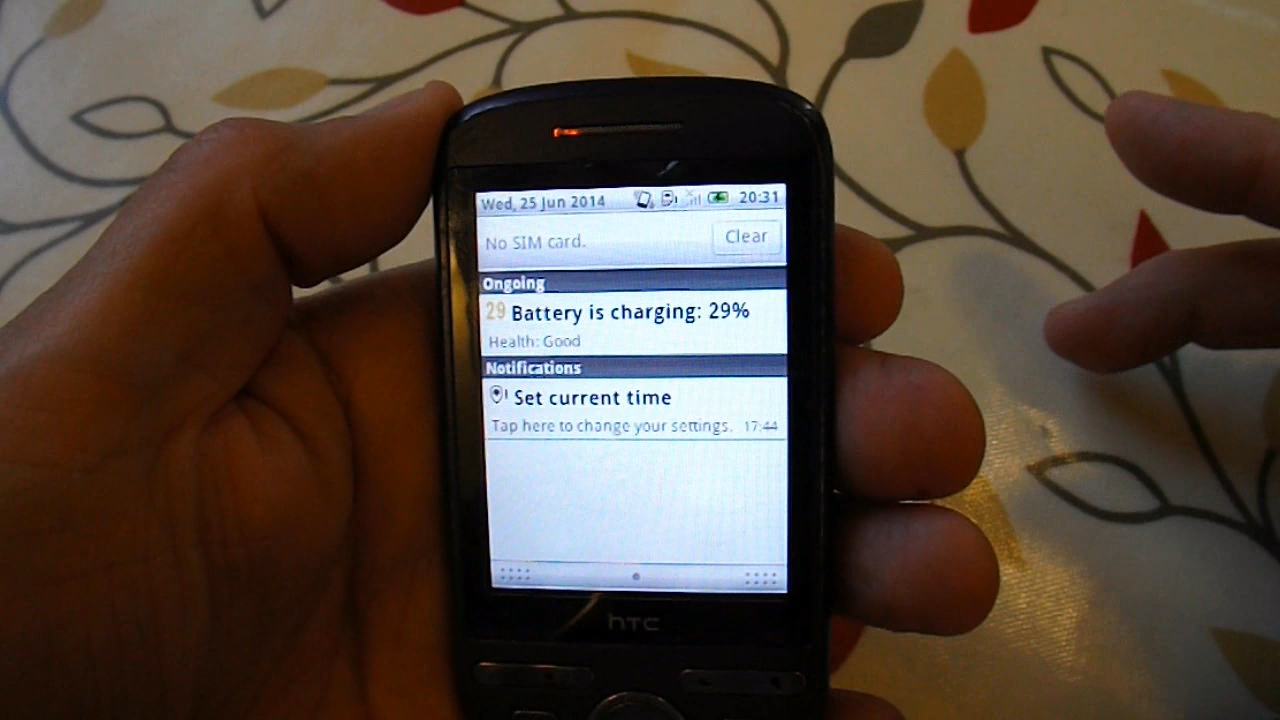 Wed, 25 Jun 2014 20:31
No SIM card. Clear
Ongoing
29 Battery is charging: 29%
Health: Good
Notifications
Set current time
Tap here to change your settings. 17:44
hTC